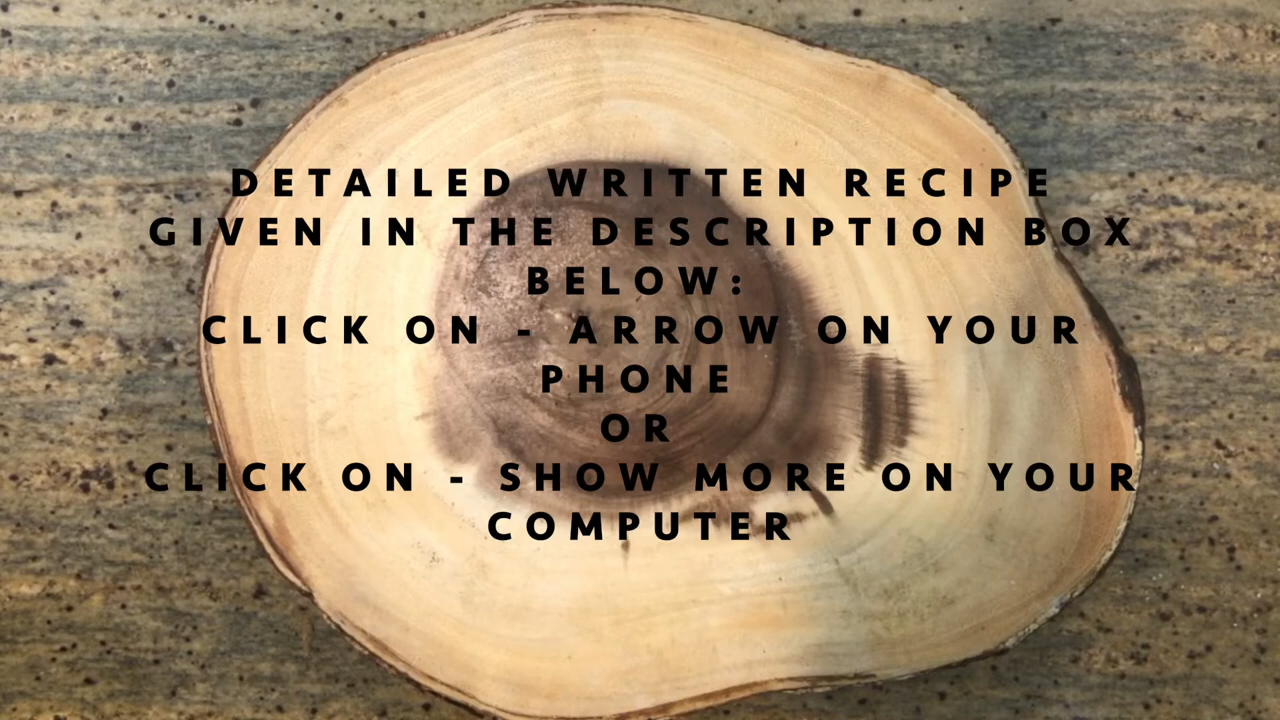 DETAILED WRITTEN RECIPE
GIVEN IN THE DESCRIPTION BOX
BELOW:
CLICK ON - ARROW ON YOUR
PHONE
OR
CLICK ON - SHOW MORE ON YOUR
COMPUTER